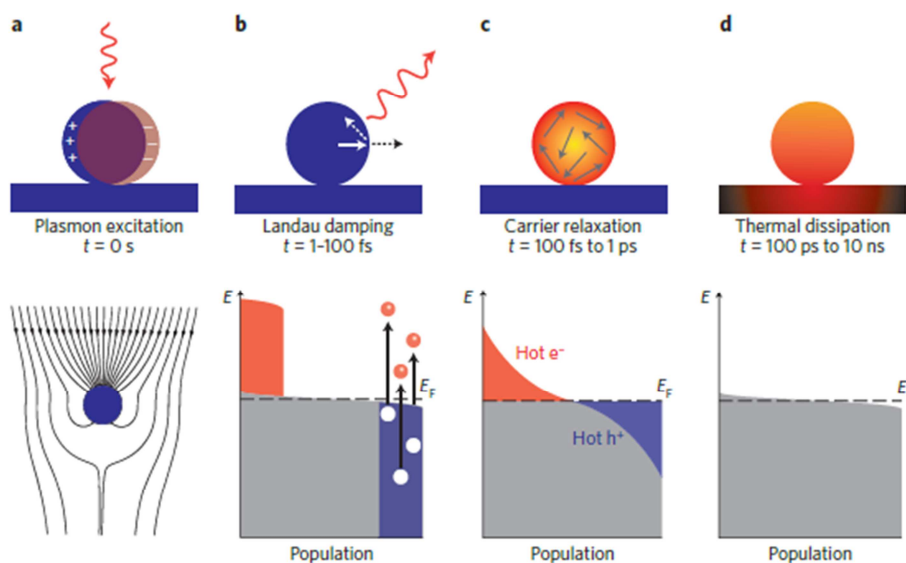 a
b
c
d
+
+
+
−
−
−
Plasmon excitation
t = 0 s
Landau damping
t = 1–100 fs
Carrier relaxation
t = 100 fs to 1 ps
Thermal dissipation
t = 100 ps to 10 ns
E
EF
Population
E
Hot e−
EF
Hot h+
Population
E
E
Population